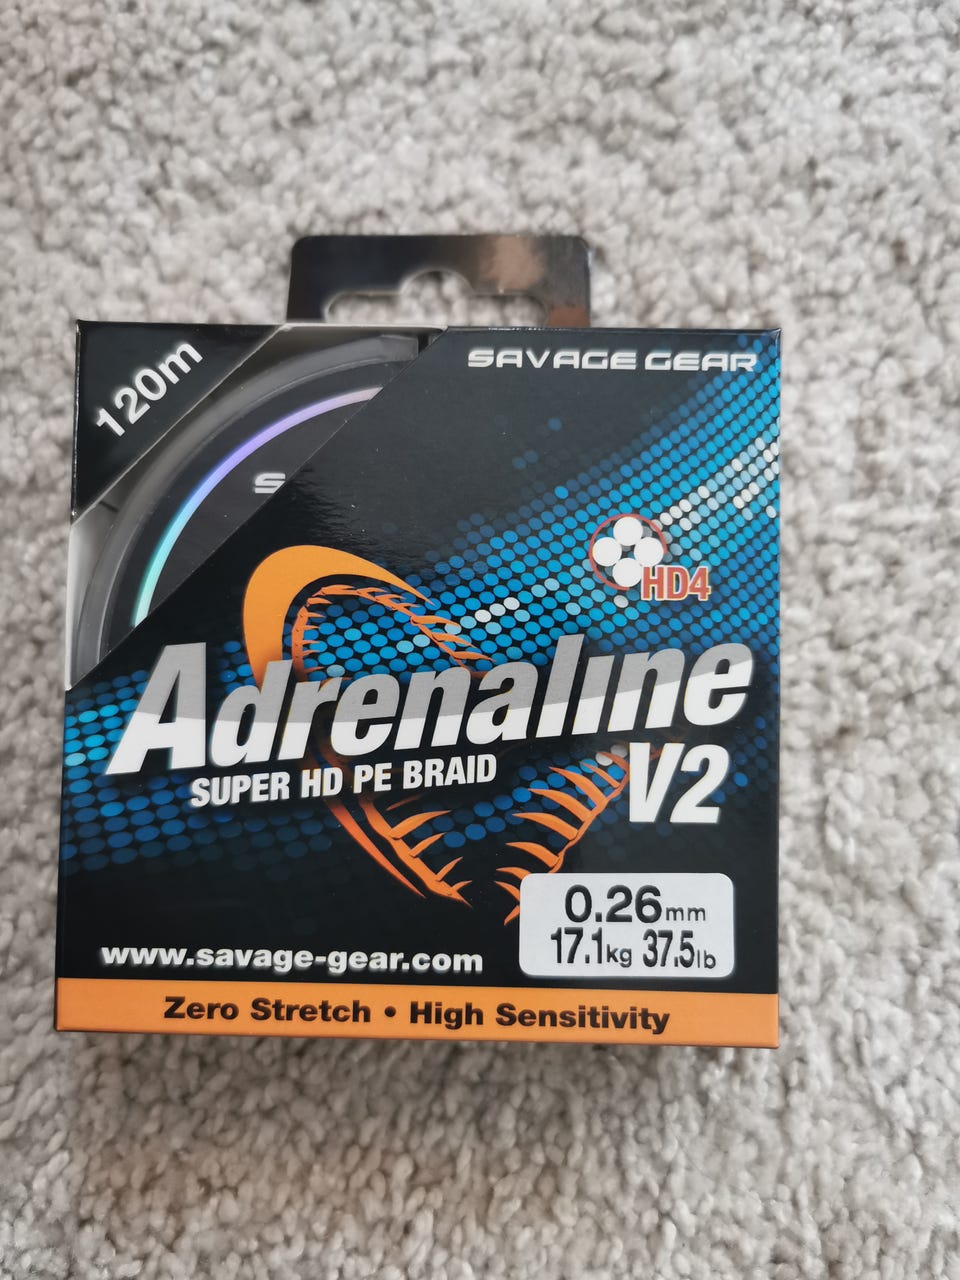 120m
SAVAGE GEAR
S
HD4
Adrenaline
SUPER HD PE BRAID
V2
0.26mm
17.1kg 37.5lb
www.savage-gear.com
Zero Stretch • High Sensitivity